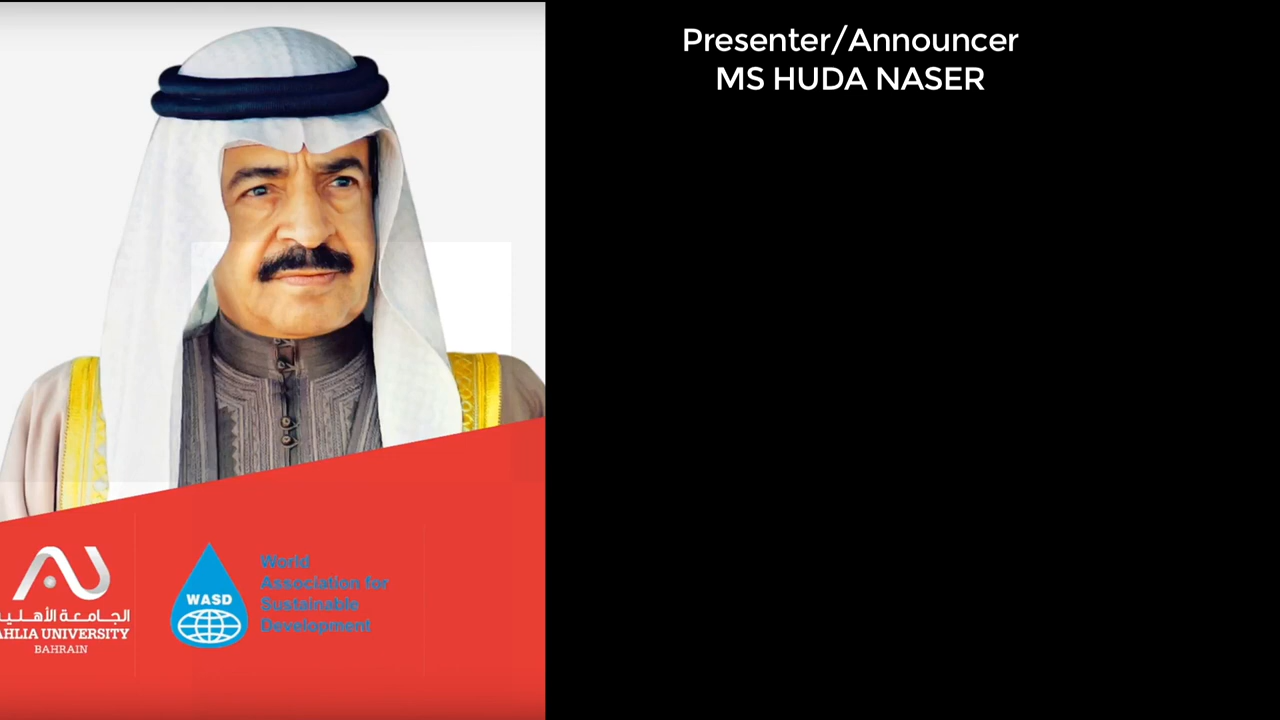 Presenter/Announcer
MS HUDA NASER
الجامعة الأهلية
AHLIA UNIVERSITY
BAHRAIN
WASD
World
Association for
Sustainable
Development